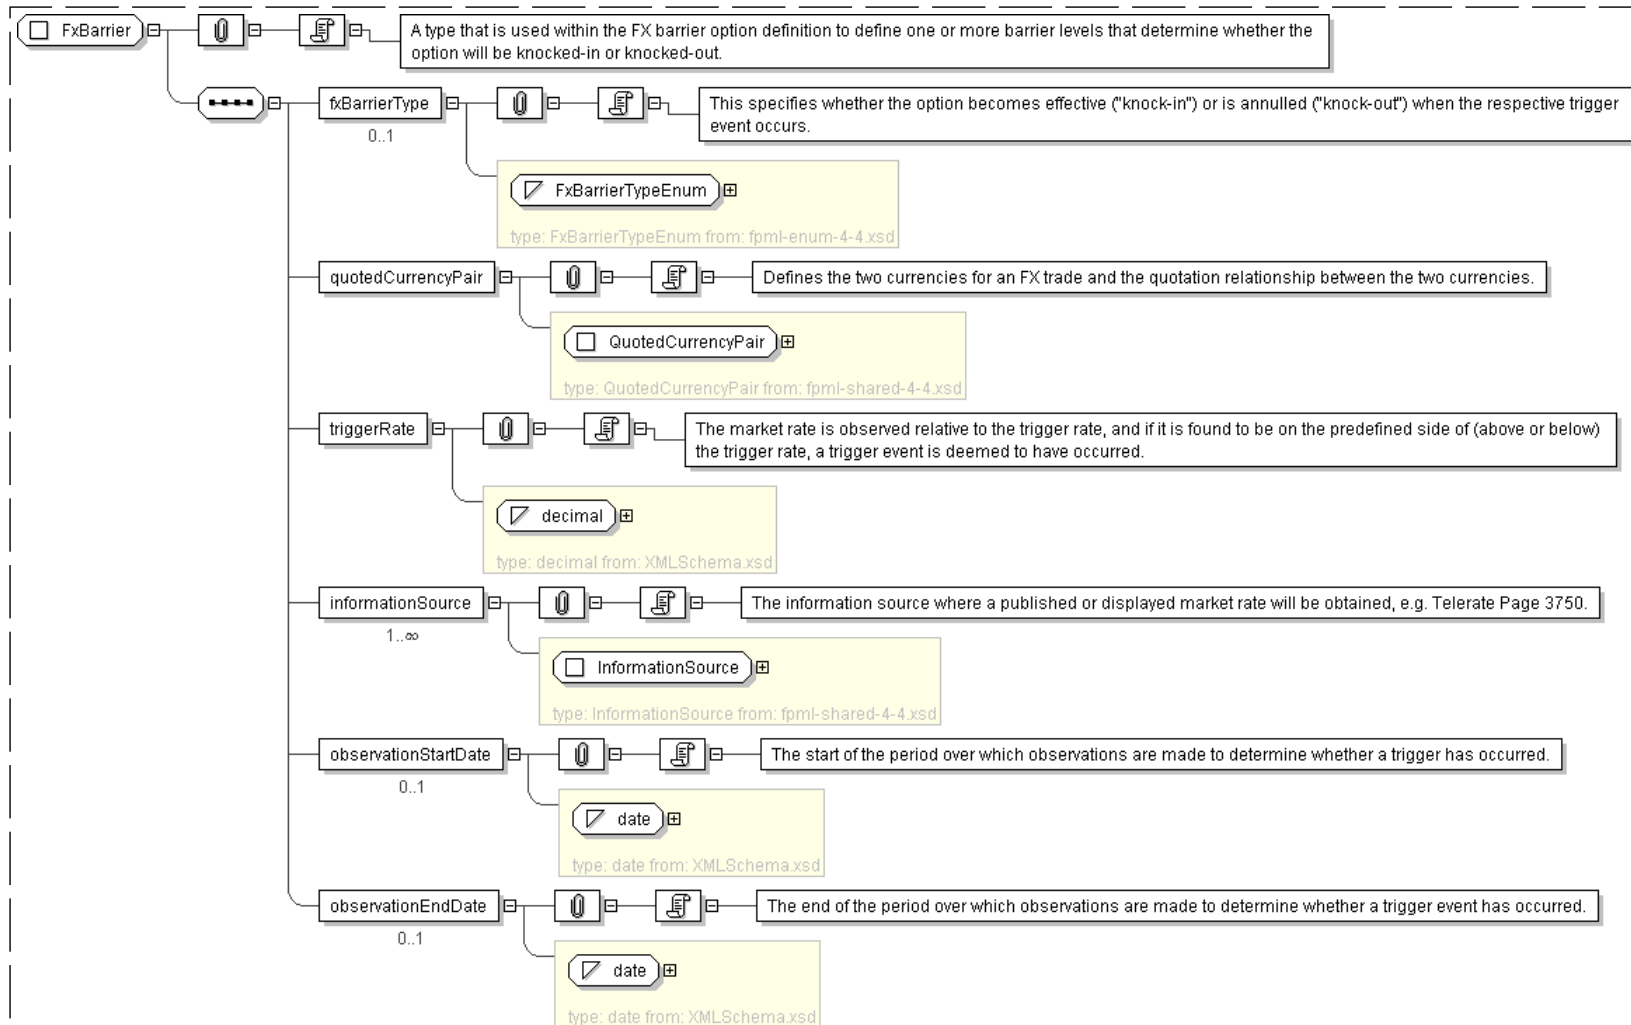 FxBarrier
A type that is used within the FX barrier option definition to define one or more barrier levels that determine whether the
option will be knocked-in or knocked-out.
fxBarrierType
0..1
This specifies whether the option becomes effective ("knock-in") or is annulled ("knock-out") when the respective trigger
event occurs.
FxBarrierTypeEnum
type: FxBarrierTypeEnum from: fpml-enum-4-4.xsd
quotedCurrencyPair
Defines the two currencies for an FX trade and the quotation relationship between the two currencies.
QuotedCurrencyPair
type: QuotedCurrencyPair from: fpml-shared-4-4.xsd
triggerRate
The market rate is observed relative to the trigger rate, and if it is found to be on the predefined side of (above or below)
the trigger rate, a trigger event is deemed to have occurred.
decimal
type: decimal from: XMLSchema.xsd
informationSource
1..∞
The information source where a published or displayed market rate will be obtained, e.g. Telerate Page 3750.
InformationSource
type: InformationSource from: fpml-shared-4-4.xsd
observationStartDate
0..1
The start of the period over which observations are made to determine whether a trigger has occurred.
date
type: date from: XMLSchema.xsd
observationEndDate
0..1
The end of the period over which observations are made to determine whether a trigger event has occurred.
date
type: date from: XMLSchema.xsd